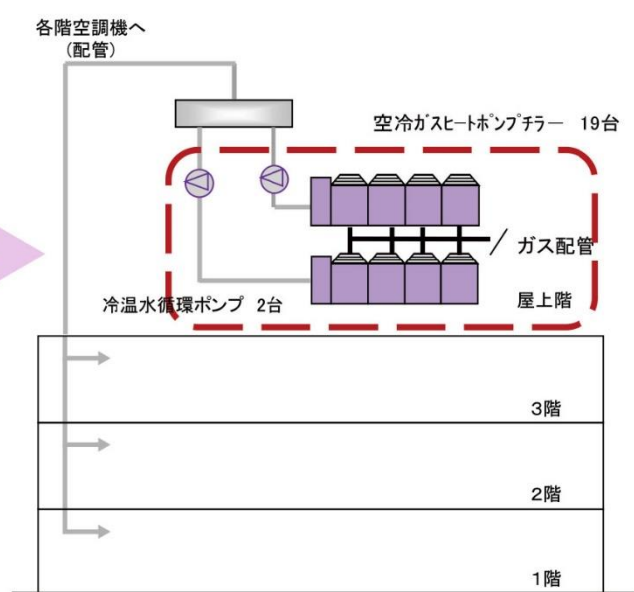 各階空調機へ
(配管)
空冷ガスヒートポンプチラー 19台
ガス配管
冷温水循環ポンプ 2台
屋上階
3階
2階
1階